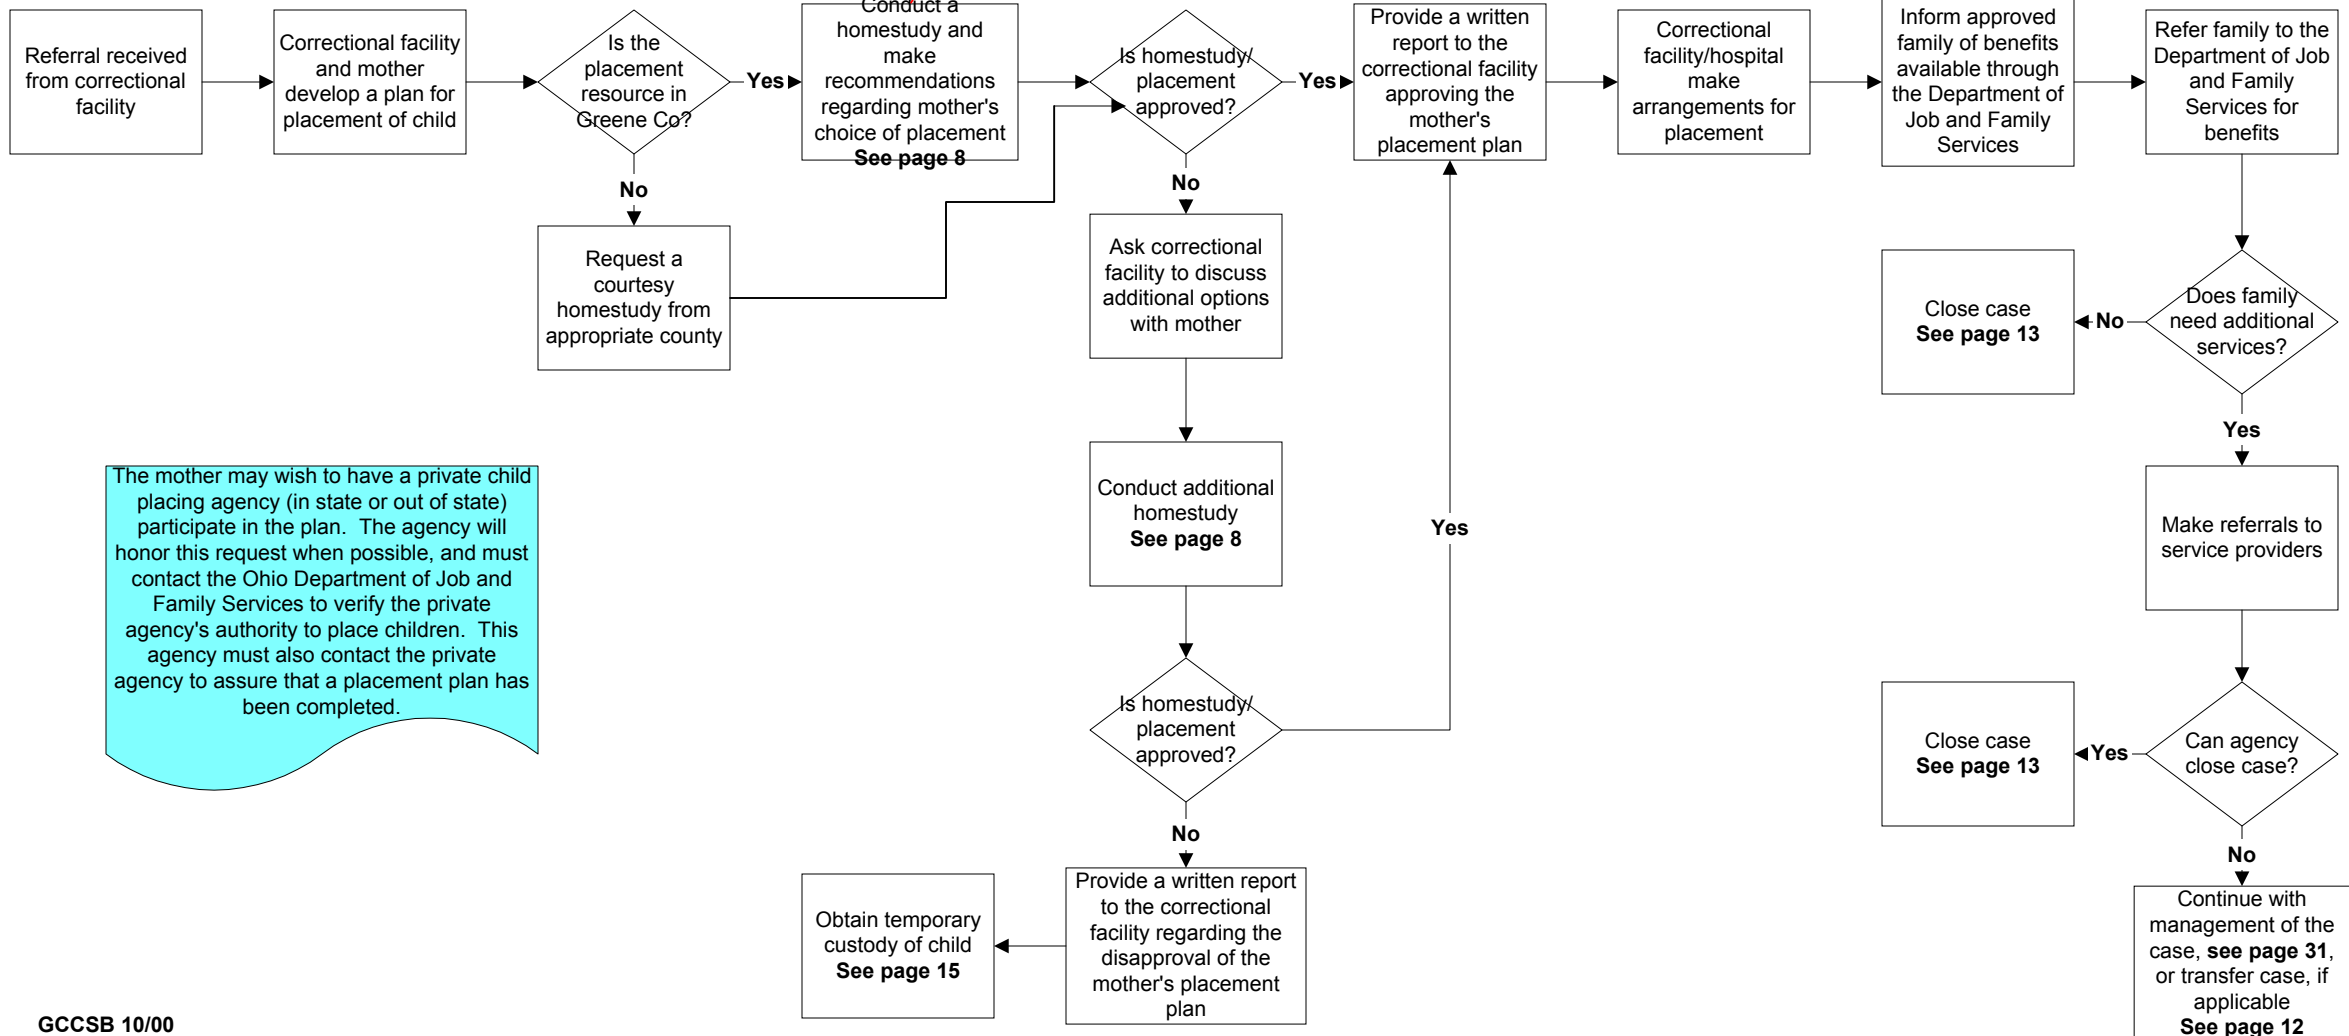 Referral received
from correctional
facility
Correctional facility
and mother
develop a plan for
placement of child
Is the
placement
resource in
Greene Co?
Yes
Conduct a
homestudy and
make
recommendations
regarding mother's
choice of placement
See page 8
Is homestudy/
placement
approved?
Yes
Provide a written
report to the
correctional facility
approving the
mother's
placement plan
Correctional
facility/hospital
make
arrangements for
placement
Inform approved
family of benefits
available through
the Department of
Job and Family
Services
Refer family to the
Department of Job
and Family
Services for
benefits
No
Request a
courtesy
homestudy from
appropriate county
No
Ask correctional
facility to discuss
additional options
with mother
Close case
See page 13
No
Does family
need additional
services?
Yes
The mother may wish to have a private child
placing agency (in state or out of state)
participate in the plan.  The agency will
honor this request when possible, and must
contact the Ohio Department of Job and
Family Services to verify the private
agency's authority to place children.  This
agency must also contact the private
agency to assure that a placement plan has
been completed.
Conduct additional
homestudy
See page 8
Yes
Make referrals to
service providers
Is homestudy/
placement
approved?
Close case
See page 13
Yes
Can agency
close case?
No
No
Obtain temporary
custody of child
See page 15
Provide a written report
to the correctional
facility regarding the
disapproval of the
mother's placement
plan
Continue with
management of the
case, see page 31,
or transfer case, if
applicable
See page 12
GCCSB 10/00